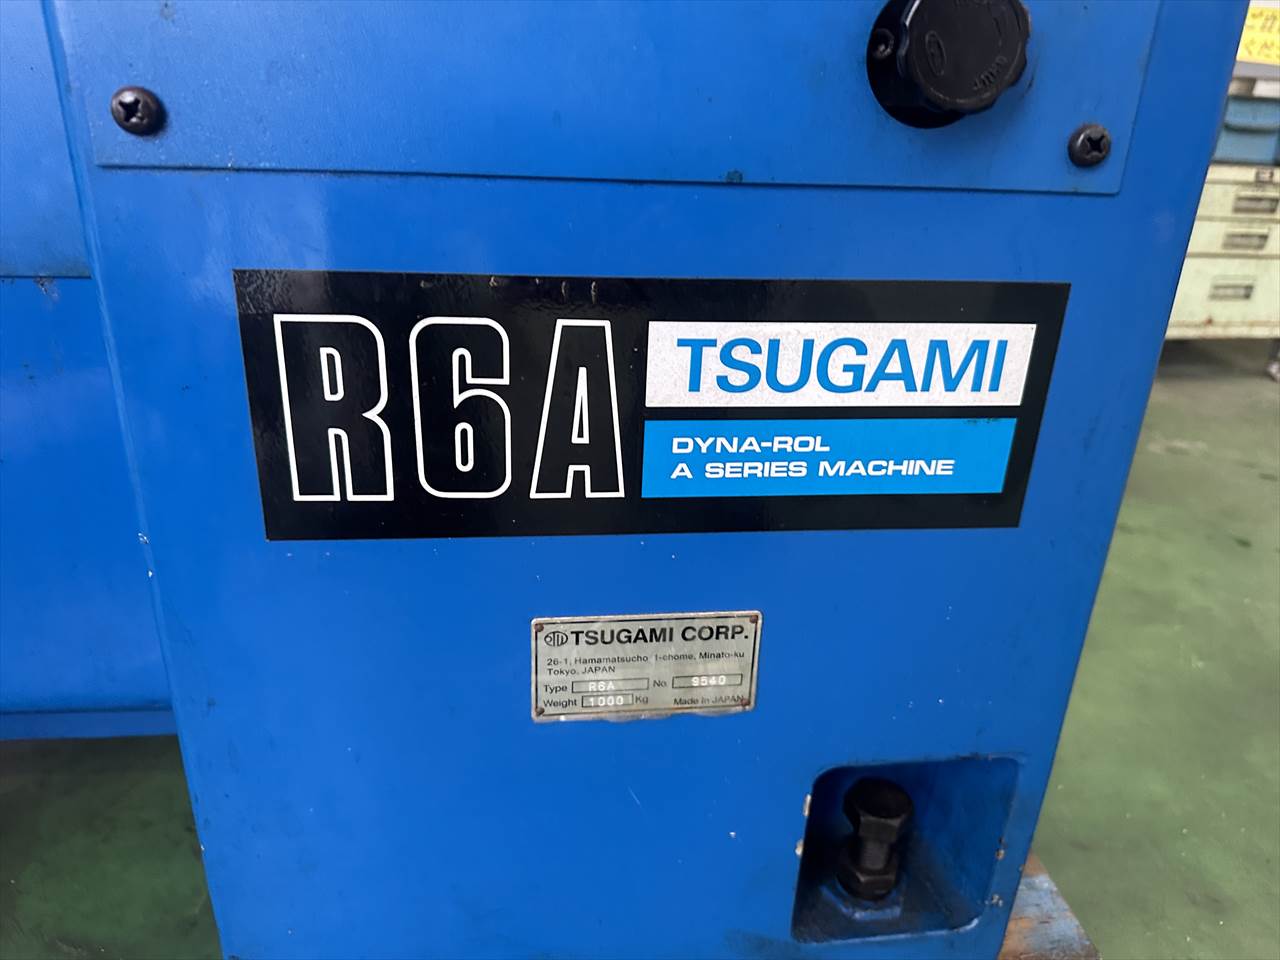 R6A
TSUGAMI
DYNA-ROL
A SERIES MACHINE
TSUGAMI CORP.
26-1, Hamamatsucho 1-chome, Minato-ku
Tokyo, JAPAN
Type R6A No. 9540
Weight 1000 Kg Made in JAPAN